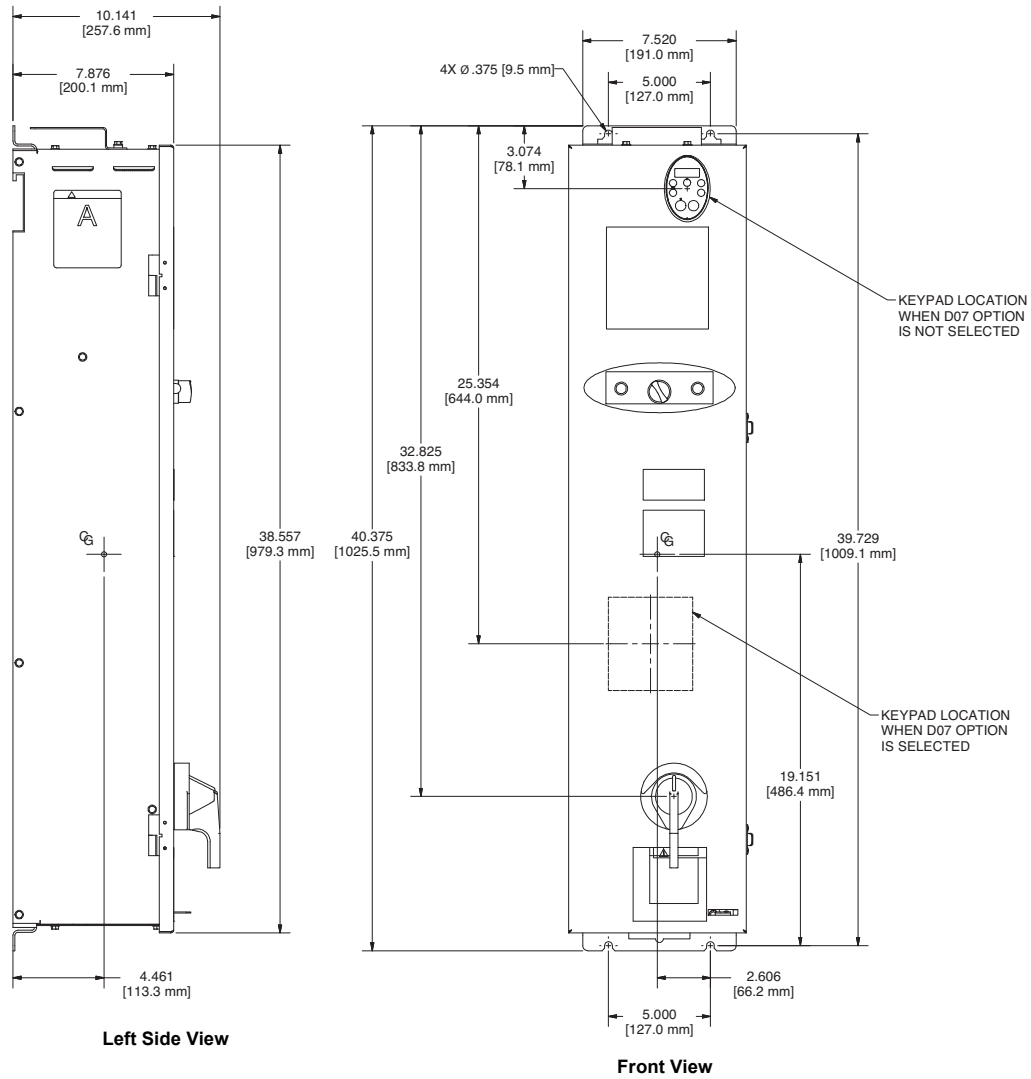 10.141
[257.6 mm]
7.876
[200.1 mm]
7.520
[191.0 mm]
4X Ø .375 [9.5 mm]
5.000
[127.0 mm]
3.074
[78.1 mm]
A
KEYPAD LOCATION
WHEN D07 OPTION
IS NOT SELECTED
25.354
[644.0 mm]
32.825
[833.8 mm]
38.557
[979.3 mm]
40.375
[1025.5 mm]
39.729
[1009.1 mm]
CG
CG
KEYPAD LOCATION
WHEN D07 OPTION
IS SELECTED
19.151
[486.4 mm]
4.461
[113.3 mm]
2.606
[66.2 mm]
5.000
[127.0 mm]
Left Side View
Front View